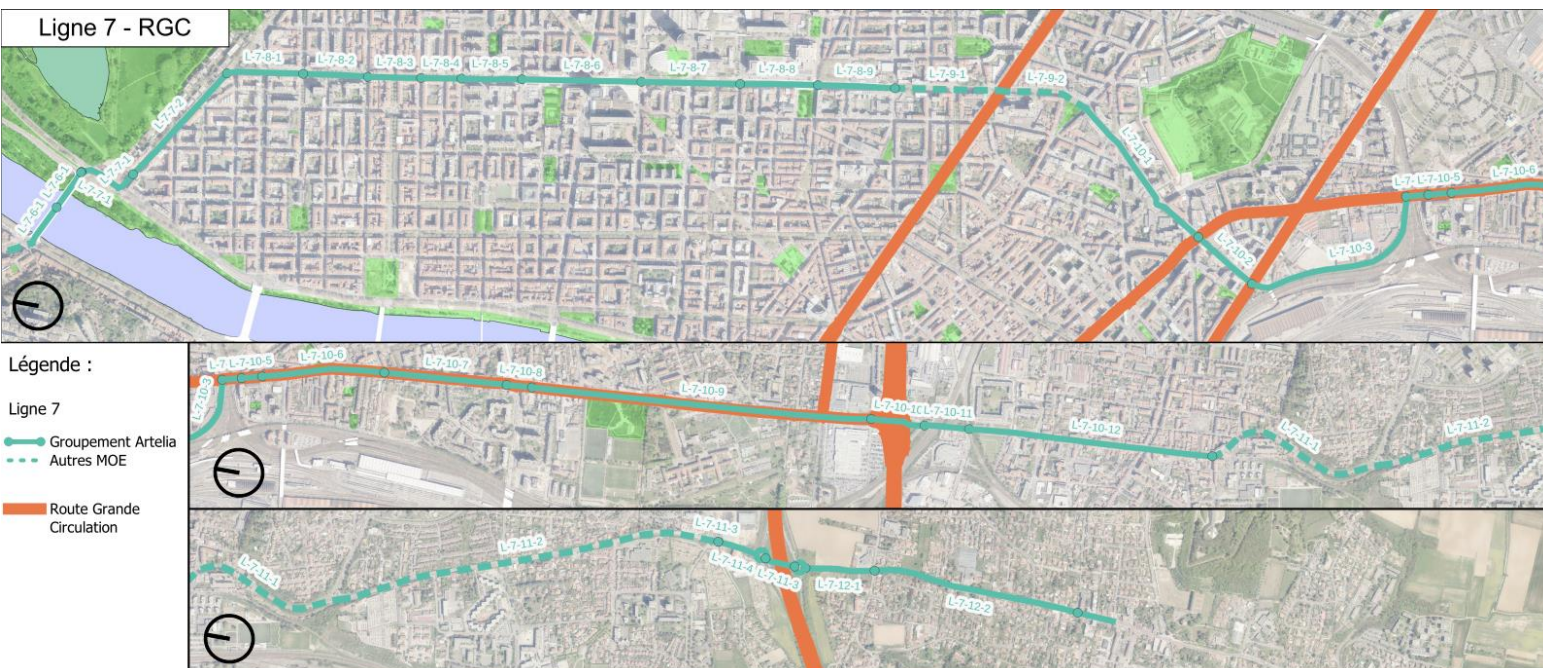 Ligne 7 - RGC
L-7-8-1
L-7-8-2
L-7-8-3
L-7-8-4
L-7-8-5
L-7-8-6
L-7-8-7
L-7-8-8
L-7-8-9
L-7-9-1
L-7-9-2
L-7-7-2
L-7-7-1
L-7-6-1
L-7-6-1
L-7-7-1
L-7-10-1
L-7-10-2
L-7-10-3
L-7
L-7-10-5
L-7-10-6
Légende :
Ligne 7
Groupement Artelia
Autres MOE
Route Grande
Circulation
L-7-10-3
L-7
L-7-10-5
L-7-10-6
L-7-10-7
L-7-10-8
L-7-10-9
L-7-10-10
L-7-10-11
L-7-10-12
L-7-11-1
L-7-11-2
L-7-11-1
L-7-11-2
L-7-11-3
L-7-11-4
L-7-11-3
L-7-12-1
L-7-12-2